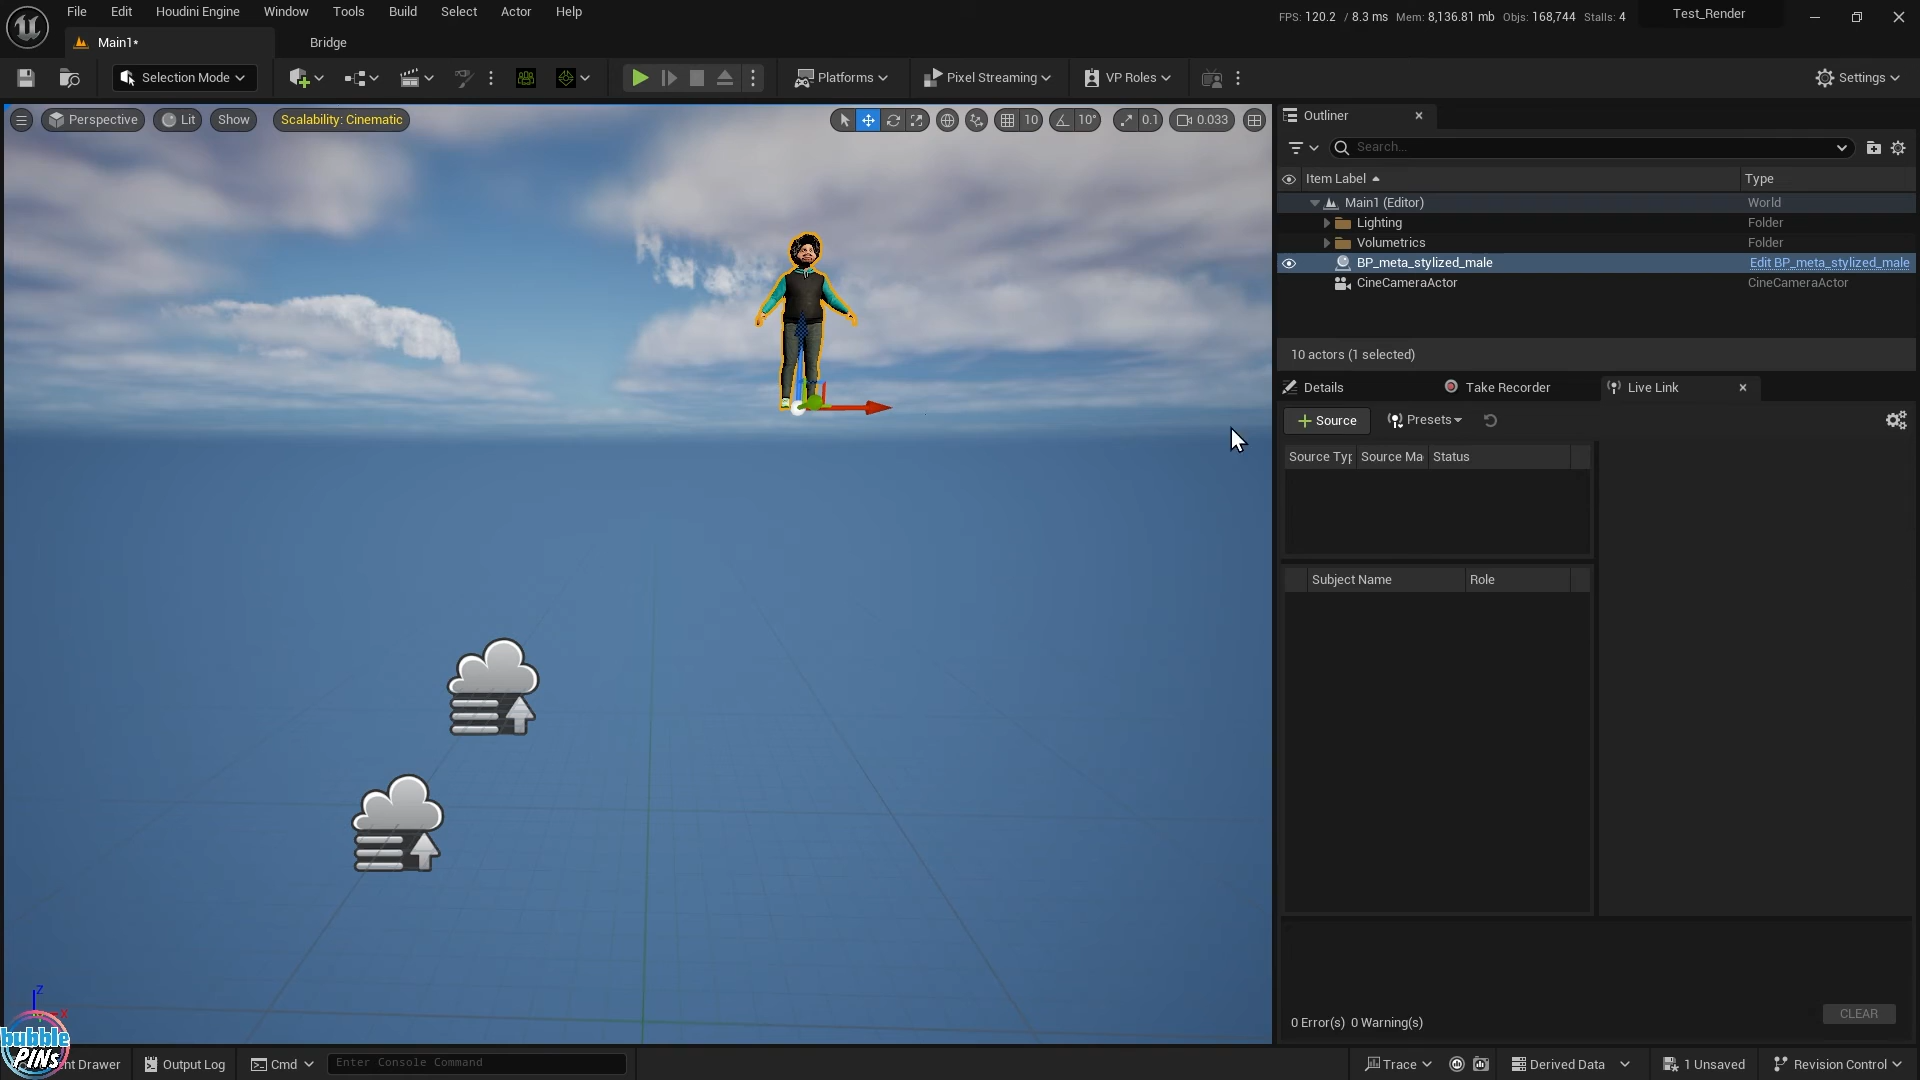 File Edit Houdini Engine Window Tools Build Select Actor Help
FPS: 120.2 / 8.3 ms Mem: 8,136.81 mb Objs: 168,744 Stalls: 4
Test_Render
Main1*
Bridge
Selection Mode
Platforms
Pixel Streaming
VP Roles
Settings
Perspective
Lit
Show
Scalability: Cinematic
10
10°
0.1
0.033
Outliner
Search...
Item Label
Type
Main1 (Editor)
World
Lighting
Folder
Volumetrics
Folder
BP_meta_stylized_male
Edit BP_meta_stylized_male
CineCameraActor
CineCameraActor
10 actors (1 selected)
Details
Take Recorder
Live Link
+ Source
Presets
Source Typ
Source Ma
Status
Subject Name
Role
Z
X
0 Error(s) 0 Warning(s)
CLEAR
bubble
PINs
nt Drawer
Output Log
Cmd
Enter Console Command
Trace
Derived Data
1 Unsaved
Revision Control